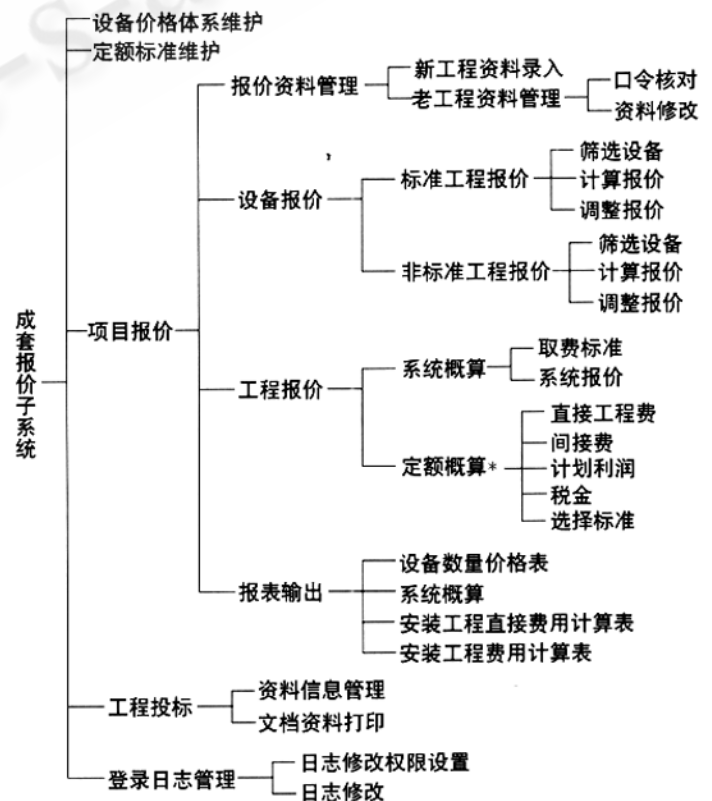 设备价格体系维护
定额标准维护
报价资料管理
新工程资料录入
老工程资料管理
口令核对
资料修改
设备报价
标准工程报价
筛选设备
计算报价
调整报价
非标准工程报价
筛选设备
计算报价
调整报价
成套报价子系统
项目报价
工程报价
系统概算
取费标准
系统报价
定额概算*
直接工程费
间接费
计划利润
税金
选择标准
报表输出
设备数量价格表
系统概算
安装工程直接费用计算表
安装工程费用计算表
工程投标
资料信息管理
文档资料打印
登录日志管理
日志修改权限设置
日志修改